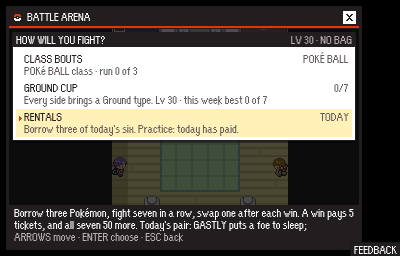 BATTLE ARENA
HOW WILL YOU FIGHT? LV 30 · NO BAG
CLASS BOUTS POKé BALL
POKé BALL class · run 0 of 3
GROUND CUP 0/7
Every side brings a Ground type. Lv 30 · this week best 0 of 7
RENTALS TODAY
Borrow three of today's six. Practice: today has paid.
Borrow three Pokémon, fight seven in a row, swap one after each win. A win pays 5
tickets, and all seven 50 more. Today's pair: GASTLY puts a foe to sleep;
ARROWS move · ENTER choose · ESC back
FEEDBACK